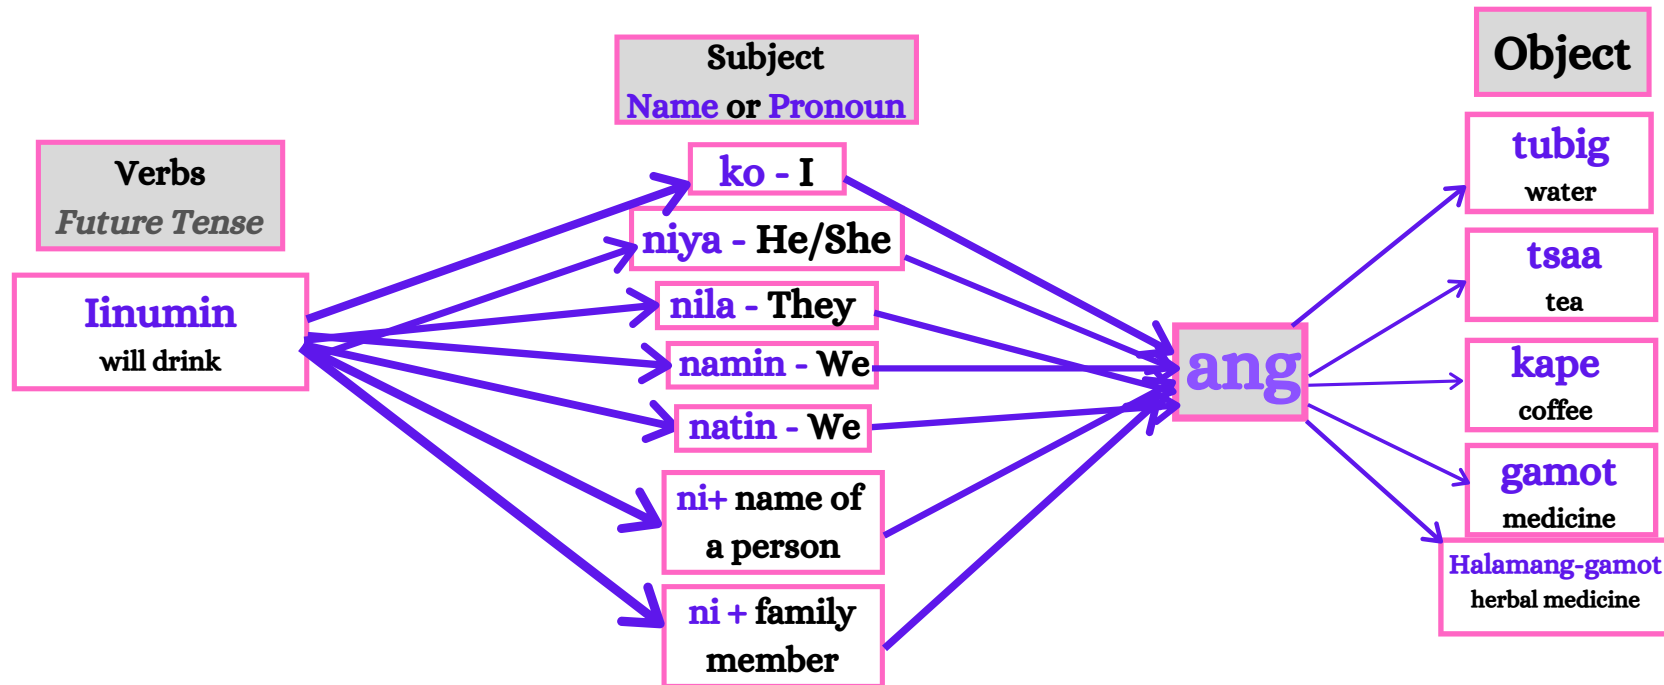 Verbs
Future Tense
Iinumin
will drink
Subject
Name or Pronoun
ko - I
niya - He/She
nila - They
namin - We
natin - We
ni+ name of
a person
ni + family
member
ang
Object
tubig
water
tsaa
tea
kape
coffee
gamot
medicine
Halamang-gamot
herbal medicine